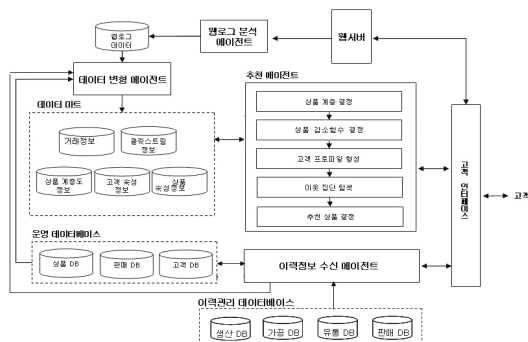 웹로그
데이터
웹로그 분석
에이전트
웹서버
데이터 변형 에이전트
추천 에이전트
데이터 마트
상품 계층 결정
거래정보
클릭스트림
정보
상품 감소함수 결정
고객 프로파일 형성
상품 계층도
정보
고객 속성
정보
상품
속성정보
이웃 집단 탐색
추천 상품 결정
고객 인터페이스
고객
운영 데이터베이스
상품 DB
판매 DB
고객 DB
이력정보 수신 에이전트
이력관리 데이터베이스
생산 DB
가공 DB
유통 DB
판매 DB